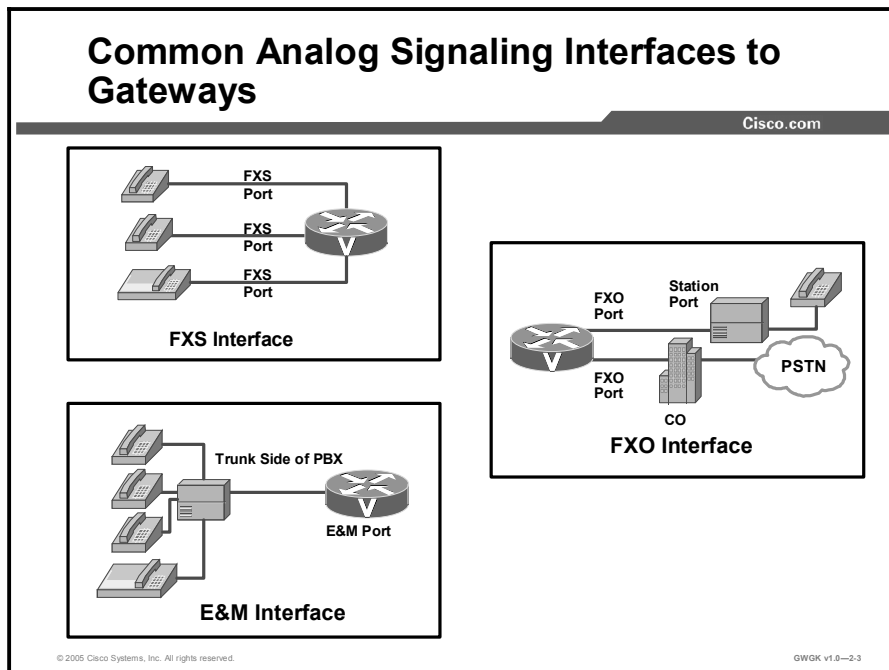 Common Analog Signaling Interfaces to
Gateways
Cisco.com
FXS
Port
FXS
Port
FXS
Port
V
FXS Interface
FXO
Port
Station
Port
V
FXO
Port
CO
PSTN
FXO Interface
Trunk Side of PBX
V
E&M Port
E&M Interface
© 2005 Cisco Systems, Inc. All rights reserved.
GWGK v1.0—2-3